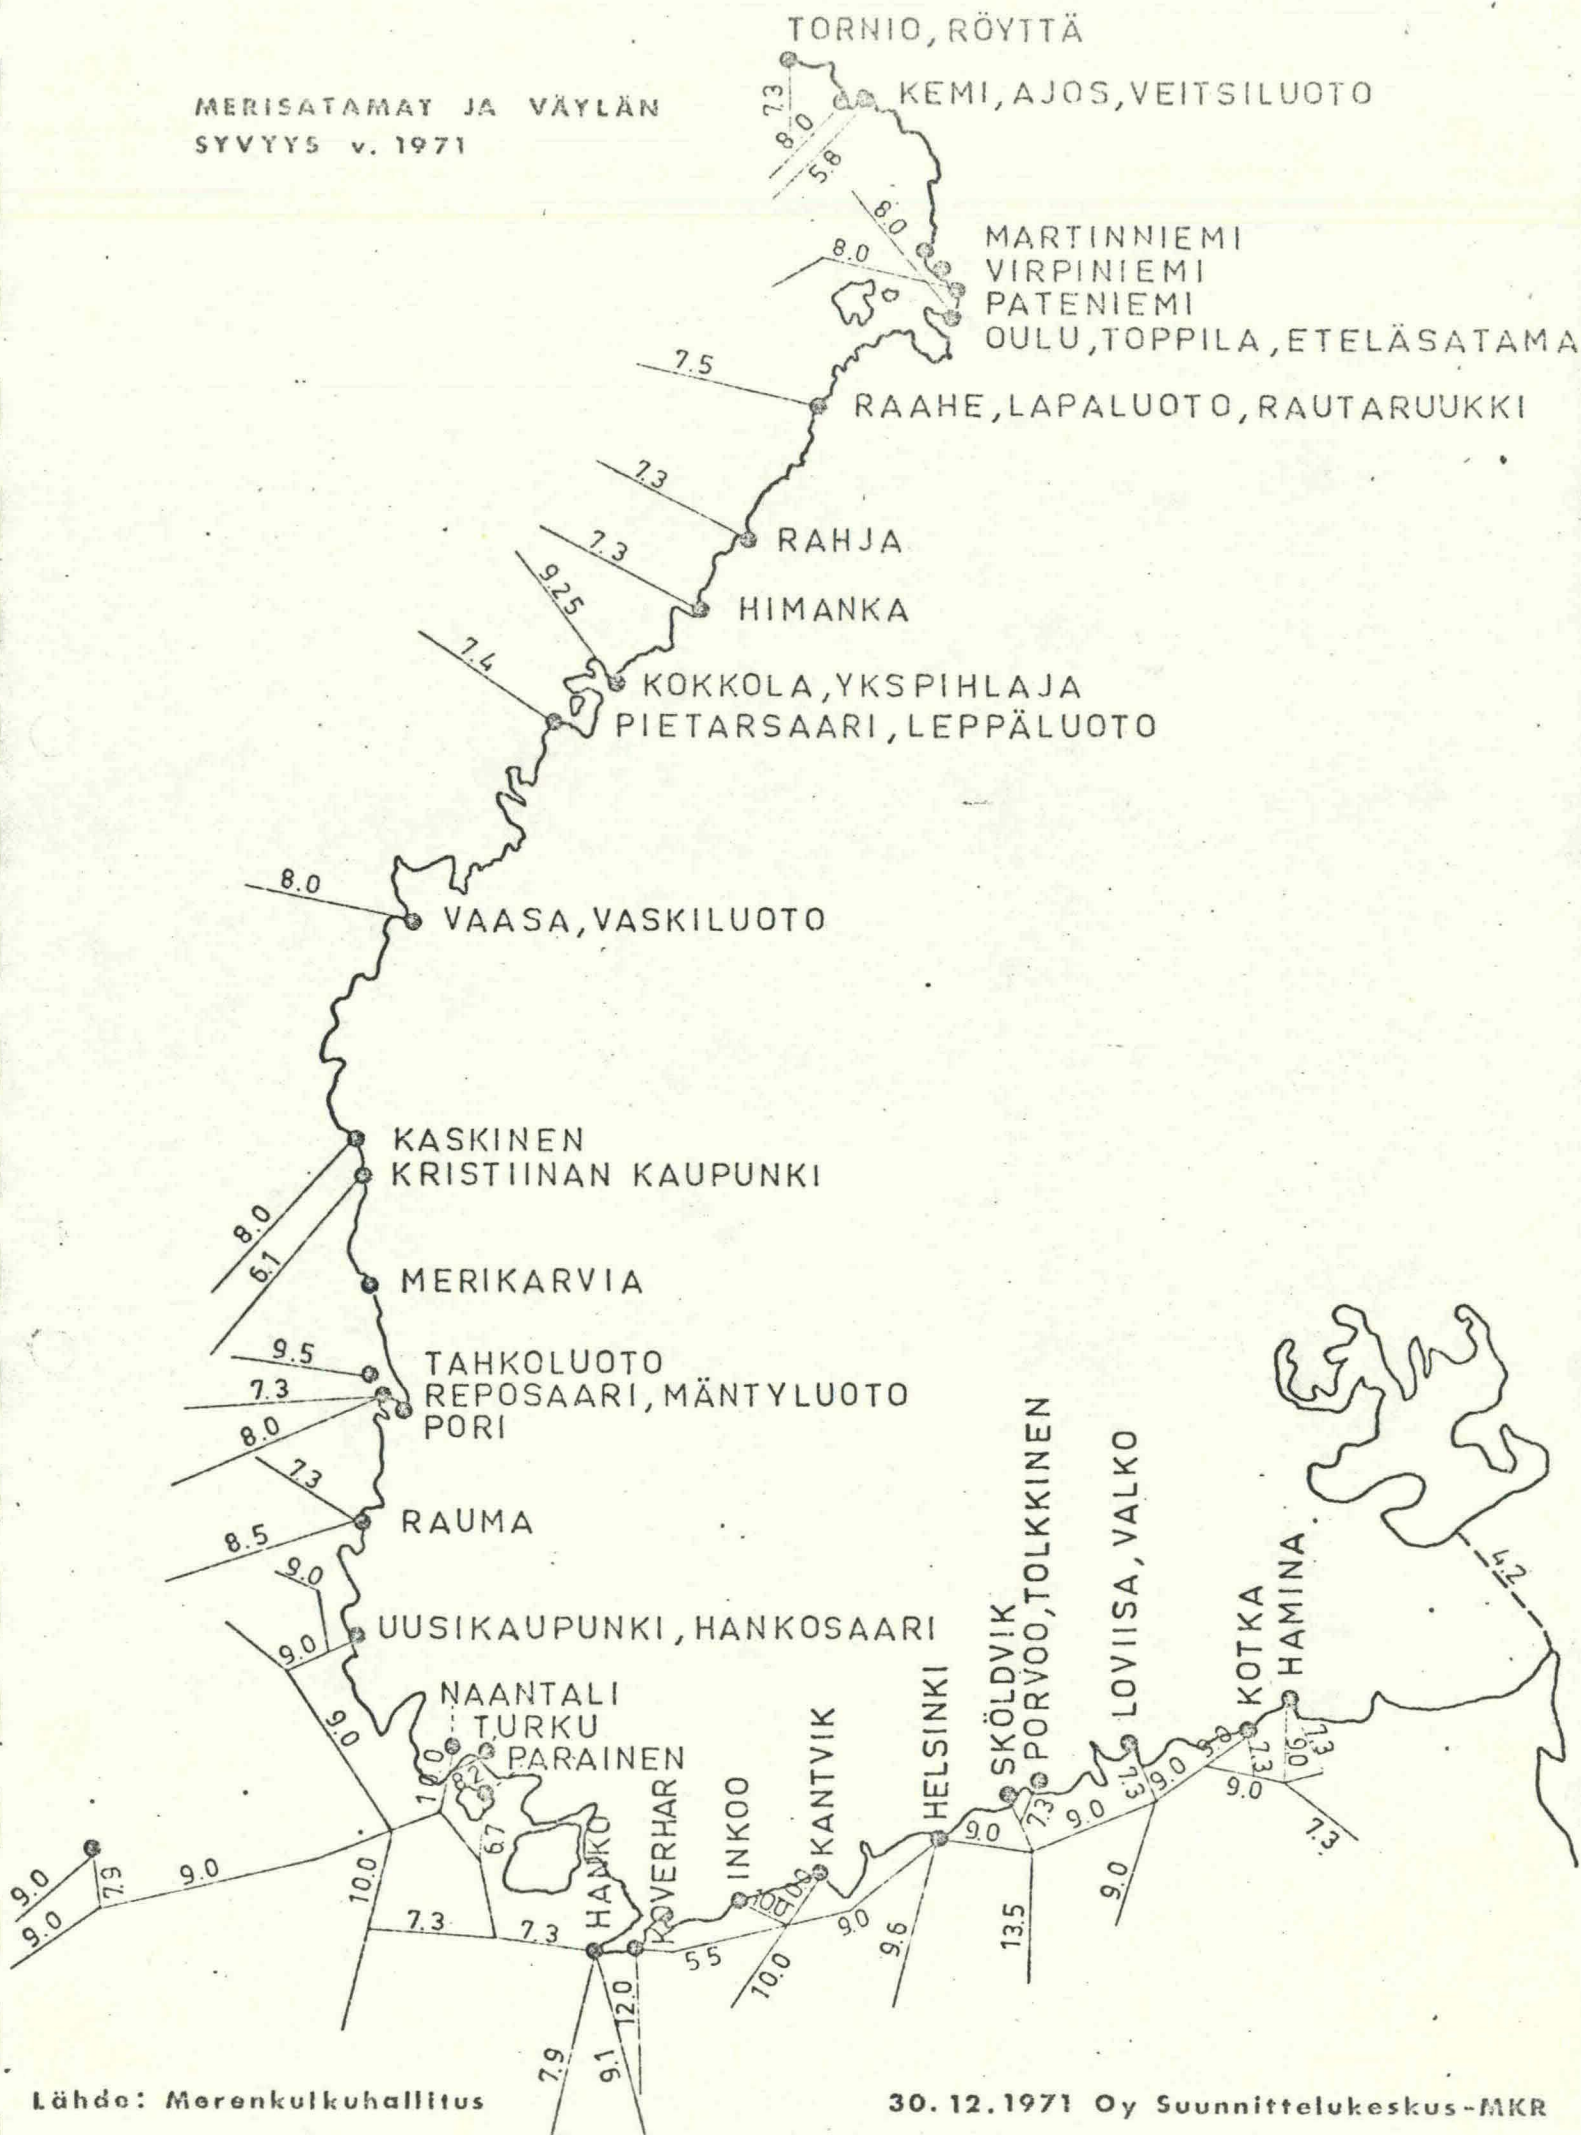 MERISATAMAT JA VÄYLÄN
SYVYYS v. 1971
TORNIO, RÖYTTÄ
7.3
KEMI, AJOS, VEITSILUOTO
8.0
5.8
8.0
8.0
MARTINNIEMI
VIRPINIEMI
PATENIEMI
OULU, TOPPILA, ETELÄSATAMA
7.5
RAAHE, LAPALUOTO, RAUTARUUKKI
7.3
RAHJA
7.3
HIMANKA
9.25
KOKKOLA, YKSPIHLAJA
7.4
PIETARSAARI, LEPPÄLUOTO
8.0
VAASA, VASKILUOTO
KASKINEN
KRISTIINAN KAUPUNKI
8.0
6.1
MERIKARVIA
9.5
TAHKOLUOTO
7.3
REPOSAARI, MÄNTYLUOTO
8.0
PORI
7.3
RAUMA
8.5
9.0
UUSIKAUPUNKI, HANKOSAARI
9.0
9.0
NAANTALI
TURKU
PARAINEN
10.0
8.2
6.7
9.0
7.9
9.0
9.0
10.0
7.3
7.3
HANKO
KOVERHAR
INKOO
KANTVIK
HELSINKI
SKÖLDVIK
PORVOO, TOLKKINEN
LOVIISA, VALKO
KOTKA
HAMINA
4.2
7.9
9.1
12.0
5 5
10.0
9.0
9.6
9.0
7.3
13.5
9.0
7.3
9.0
9.0
7.3
9.0
9.0
7.3
7.3
Lähde: Merenkulkuhallitus
30.12.1971 Oy Suunnittelukeskus-MKR